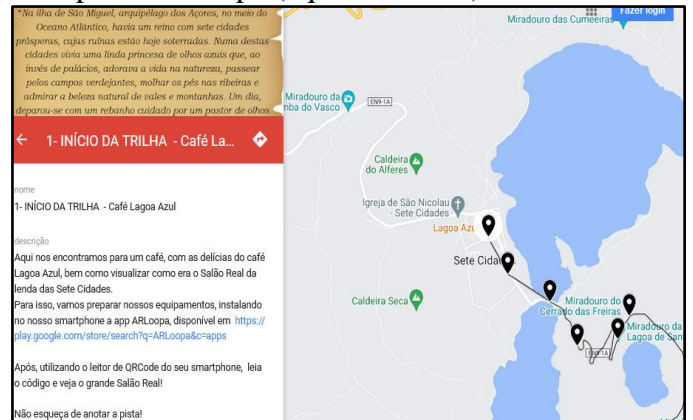 "Na ilha de São Miguel, arquipélago dos Açores, no meio do
Oceano Atlântico, havia um reino com sete cidades
prósperas, cujas ruínas estão hoje soterradas. Numa destas
cidades vivia uma linda princesa de olhos azuis que, ao
invés de palácios, adorava a vida na natureza, passear
pelos campos verdejantes, molhar os pés nas ribeiras e
admirar a beleza natural de vales e montanhas. Um dia,
deparou-se com um rebanho cuidado por um pastor de olhos
1- INÍCIO DA TRILHA - Café La...
nome
1- INÍCIO DA TRILHA - Café Lagoa Azul
descrição
Aqui nos encontramos para um café, com as delícias do café
Lagoa Azul, bem como visualizar como era o Salão Real da
lenda das Sete Cidades.
Para isso, vamos preparar nossos equipamentos, instalando
no nosso smartphone a app ARLoopa, disponível em https://
play.google.com/store/search?q=ARLoopa&c=apps
Após, utilizando o leitor de QRCode do seu smartphone, leia
o código e veja o grande Salão Real!
Não esqueça de anotar a pista!
Fazer login
Miradouro das Cumeeiras
Miradouro da
mba do Vasco
EN9-1A
Caldeira
do Alferes
Igreja de São Nicolau
- Sete Cidades
Lagoa Azu
Sete Cida
Caldeira Seca
Miradouro do
Cerrado das Freiras
Miradouro da
Lagoa de San
EN9-1A